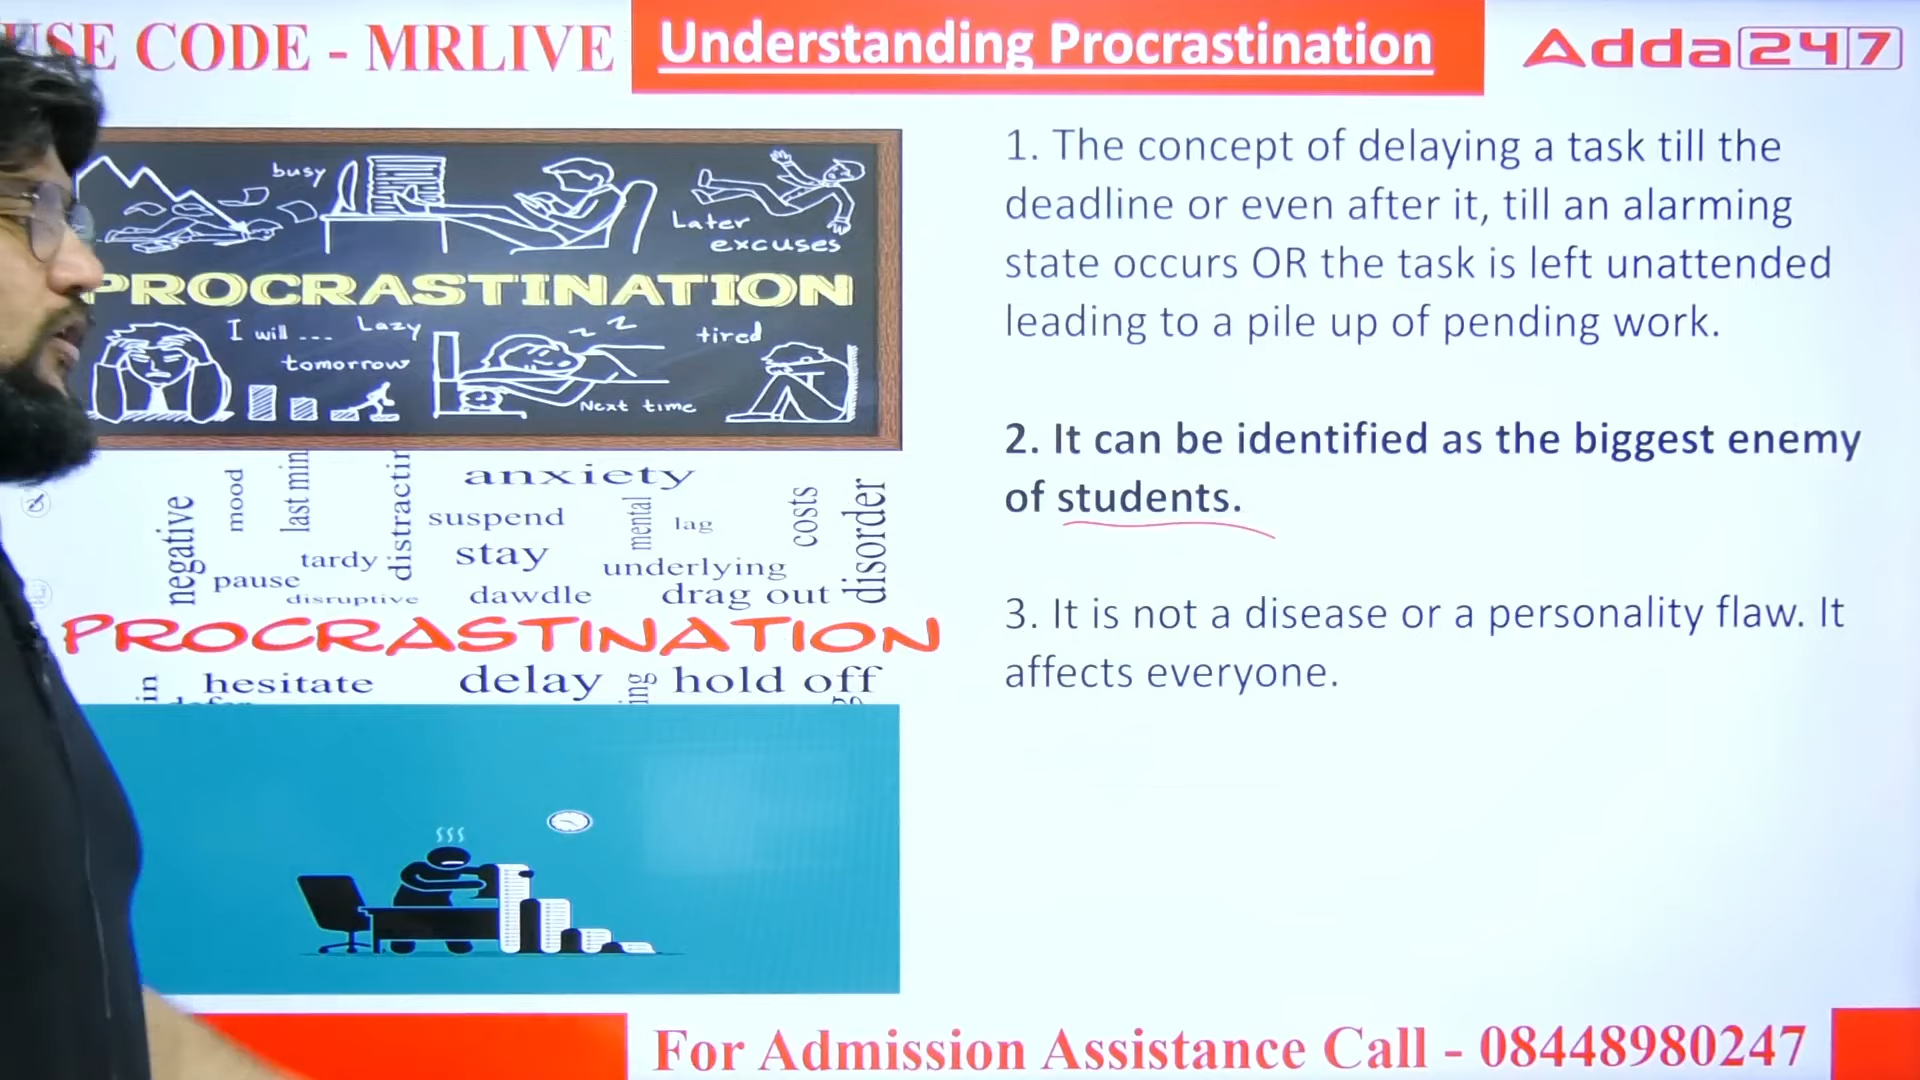 USE CODE - MRLIVE
Understanding Procrastination
Adda247
busy
Later
excuses
PROCRASTINATION
I will ...
Lazy
tomorrow
z z
tired
Next time
1. The concept of delaying a task till the
deadline or even after it, till an alarming
state occurs OR the task is left unattended
leading to a pile up of pending work.
2. It can be identified as the biggest enemy
of students.
3. It is not a disease or a personality flaw. It
affects everyone.
negative
mood
last min
distractin
anxiety
suspend
mental
lag
costs
disorder
tardy
stay
underlying
pause
disruptive
dawdle
drag out
PROCRASTINATION
in
hesitate
delay
ing
hold off
For Admission Assistance Call - 08448980247